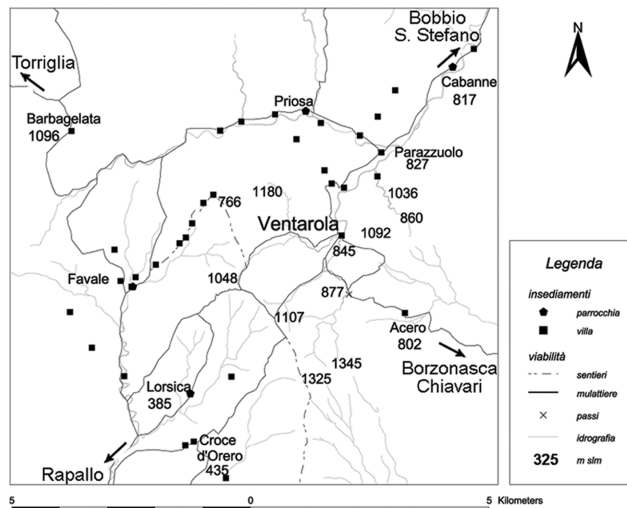 Bobbio
S. Stefano
N
Torriglia
Cabanne
817
Priosa
Barbagelata
1096
Parazzuolo
827
1180
1036
766
860
Ventarola
1092
845
Favale
1048
877
1107
Acero
802
1345
1325
Borzonasca
Chiavari
Lorsica
385
Croce
d'Orero
435
Rapallo
Legenda
insediamenti
parrocchia
villa
viabilità
sentieri
mulattiere
passi
idrografia
325 m slm
5 0 5 Kilometers